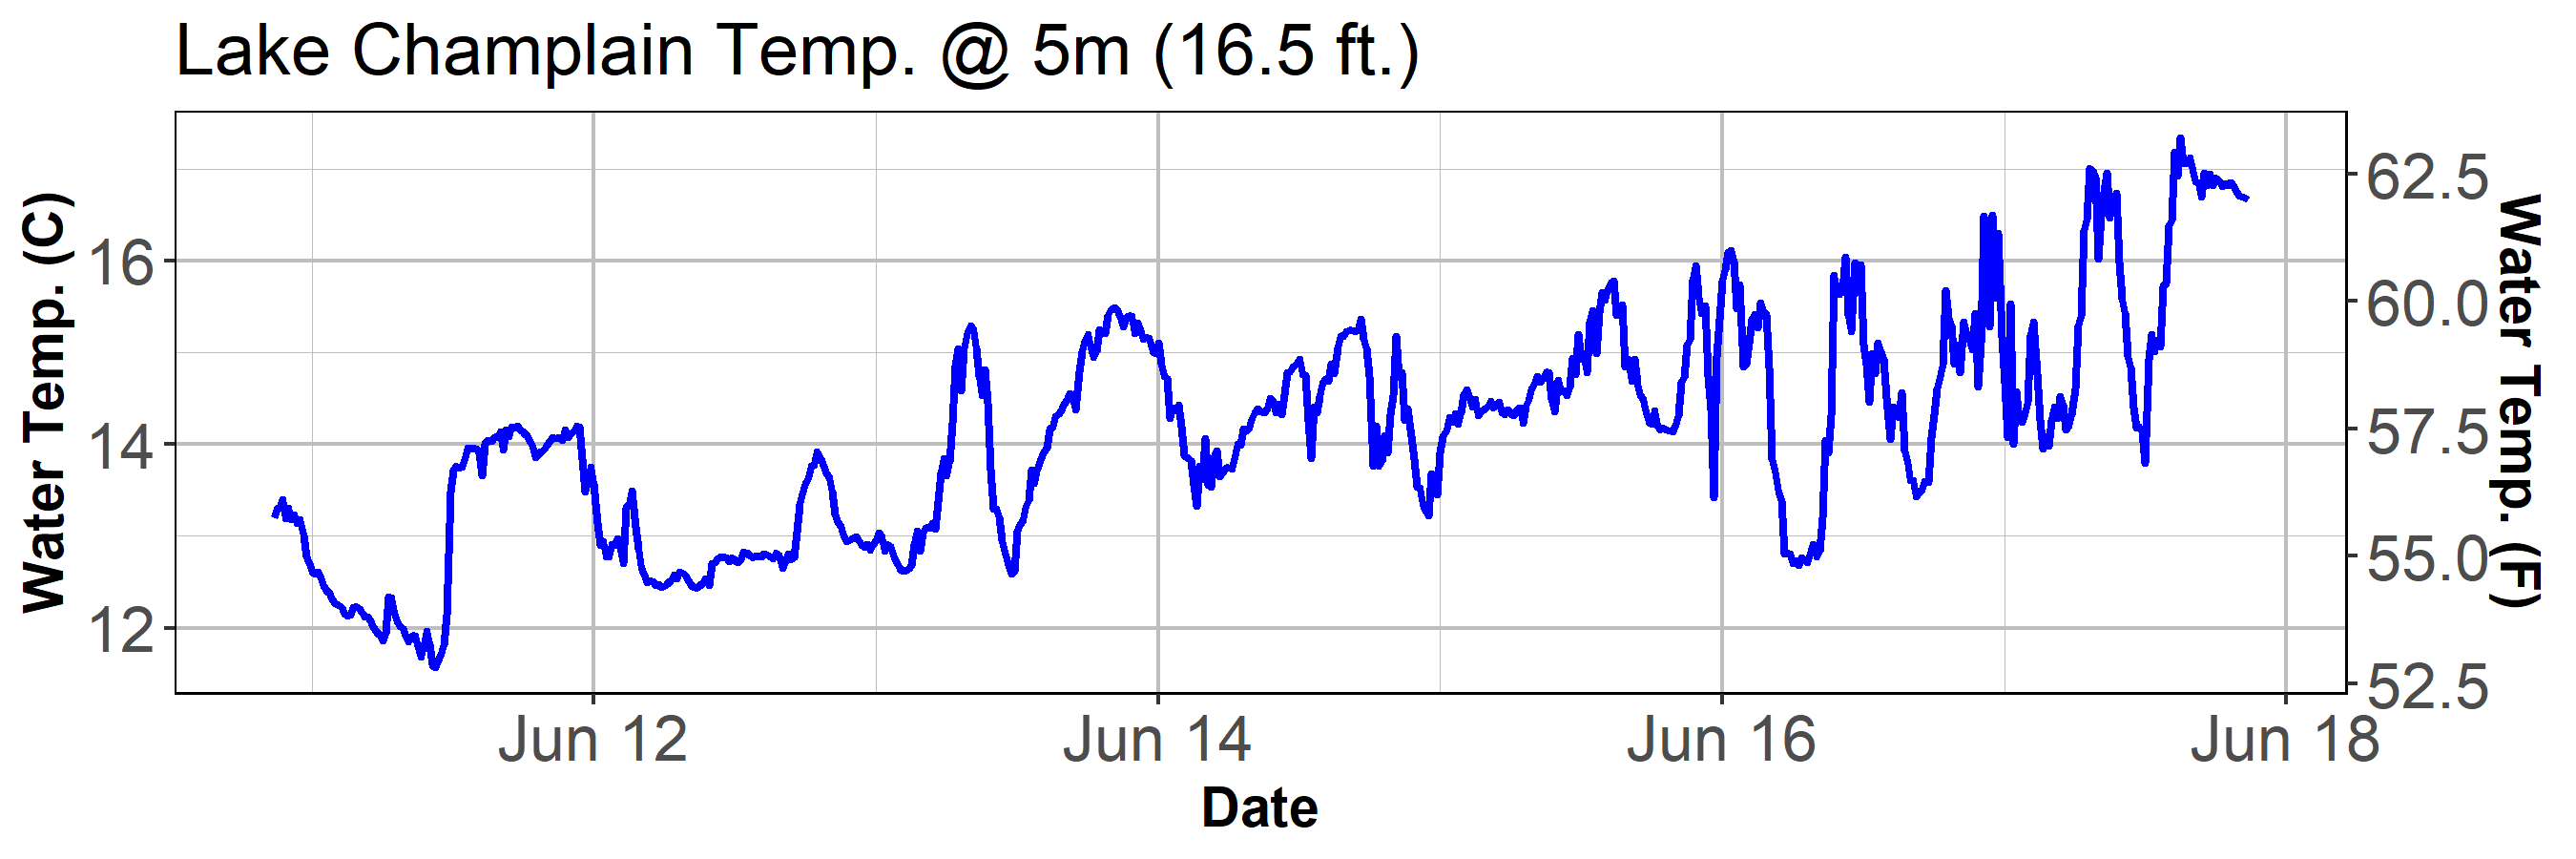 Lake Champlain Temp. @ 5m (16.5 ft.)
Water Temp. (C)
16
14
12
62.5
60.0
57.5
55.0
52.5
Water Temp. (F)
Jun 12
Jun 14
Jun 16
Jun 18
Date